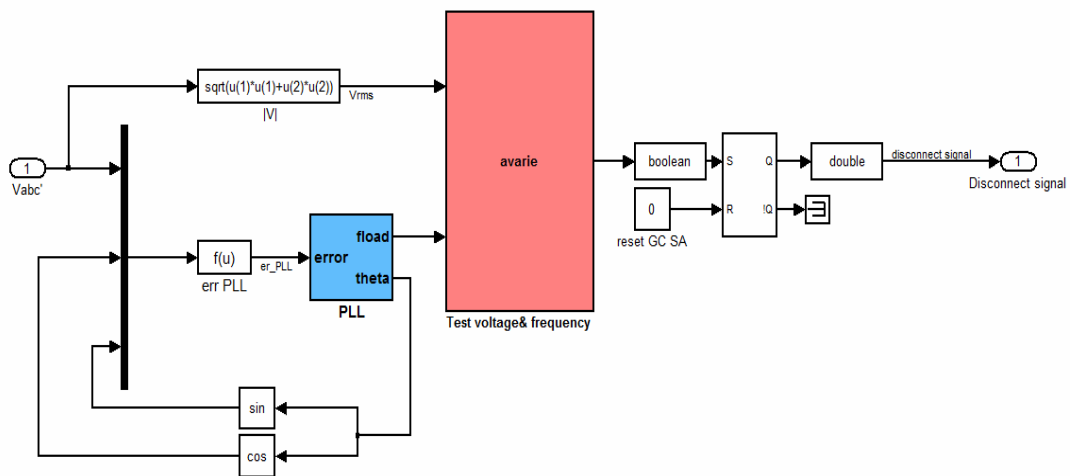 sqrt(u(1)*u(1)+u(2)*u(2))
Vrms
|V|
1
Vabc'
avarie
boolean
S
Q
R
!Q
double
disconnect signal
1
Disconnect signal
0
reset GC SA
f(u)
er_PLL
err PLL
fload
error
theta
PLL
Test voltage& frequency
sin
cos